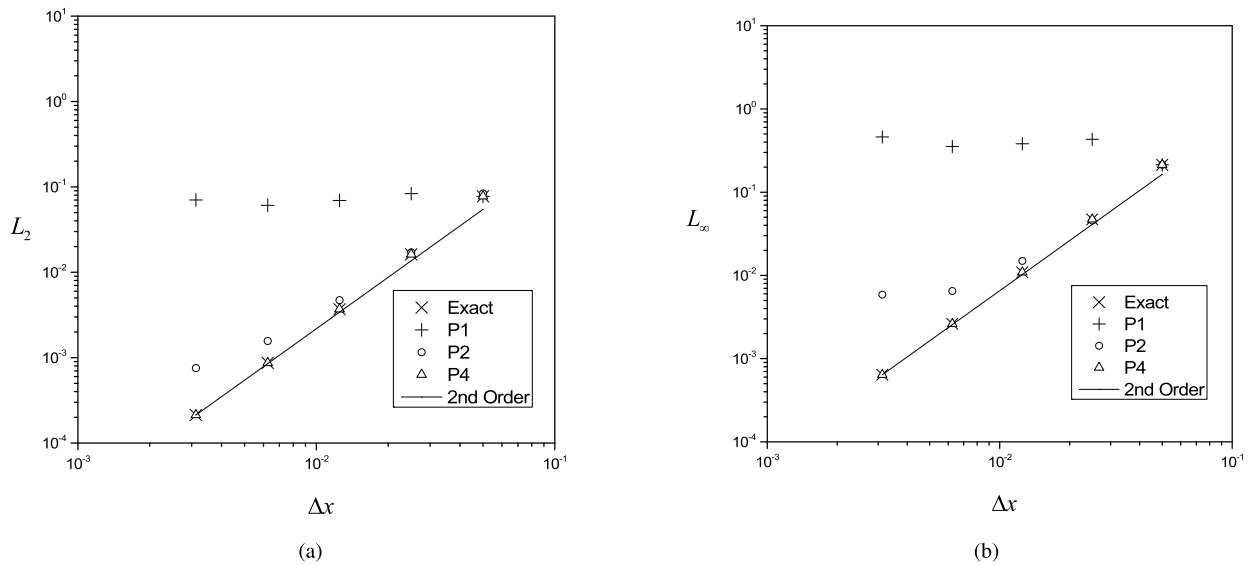 10¹
10⁰
10⁻¹
10⁻²
10⁻³
10⁻⁴
L₂
10⁻³
10⁻²
10⁻¹
Δx
Exact
P1
P2
P4
2nd Order
(a)
10¹
10⁰
10⁻¹
10⁻²
10⁻³
10⁻⁴
L∞
10⁻³
10⁻²
10⁻¹
Δx
Exact
P1
P2
P4
2nd Order
(b)